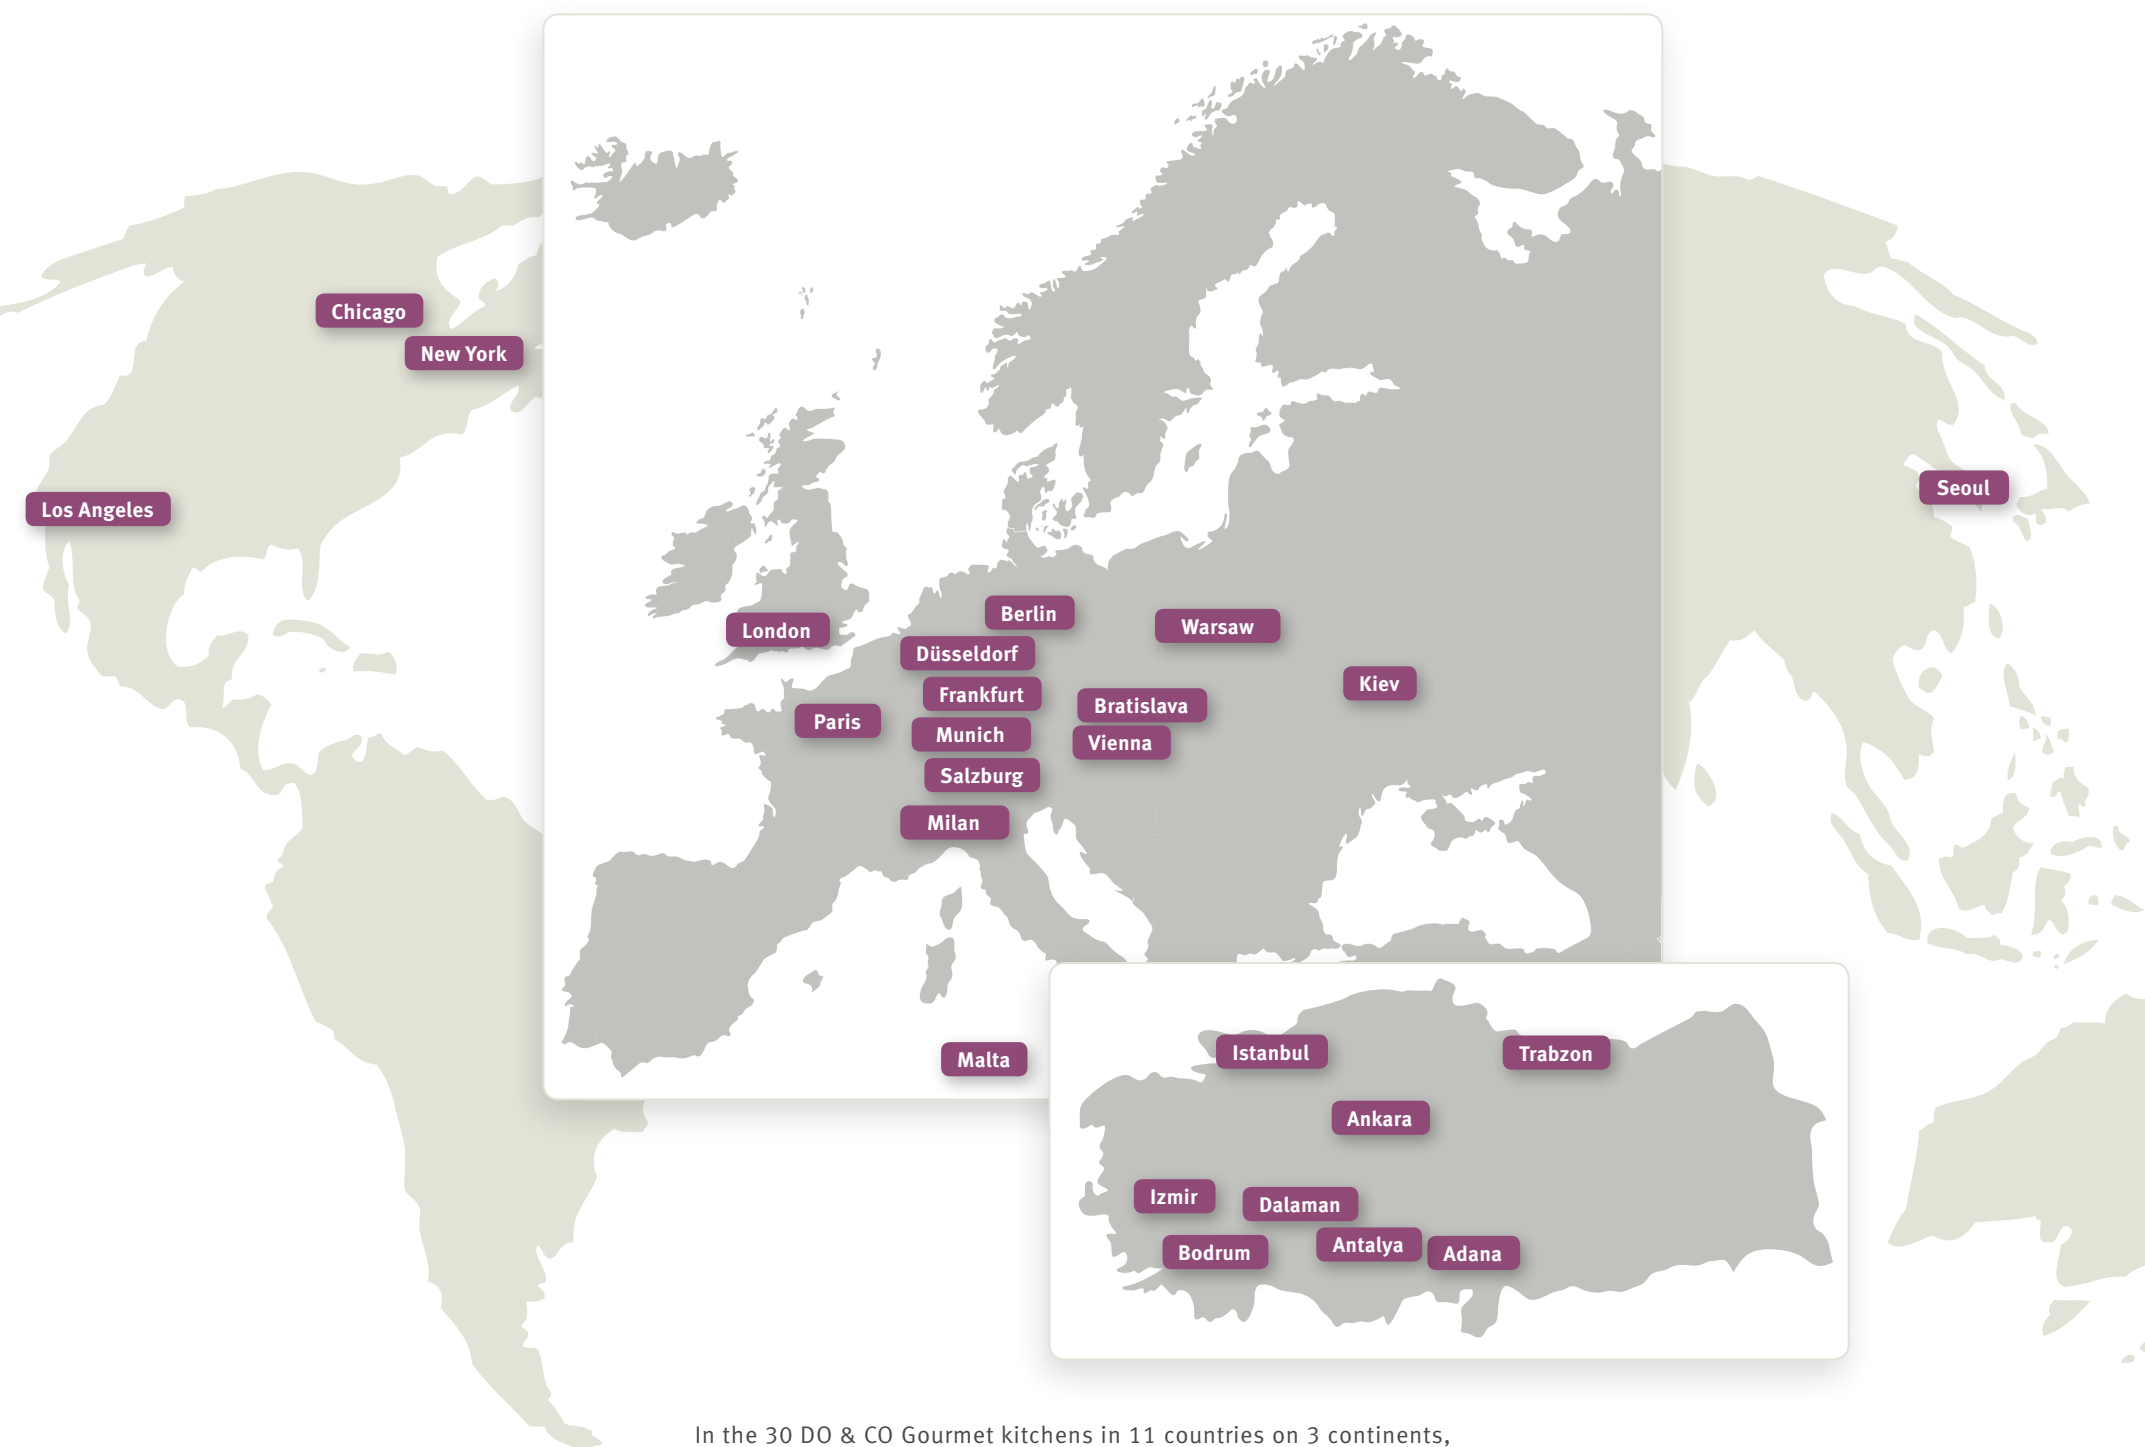 Chicago
New York
Los Angeles
Seoul
London
Berlin
Warsaw
Düsseldorf
Frankfurt
Kiev
Paris
Bratislava
Munich
Vienna
Salzburg
Milan
Malta
Istanbul
Trabzon
Ankara
Izmir
Dalaman
Bodrum
Antalya
Adana
In the 30 DO & CO Gourmet kitchens in 11 countries on 3 continents,